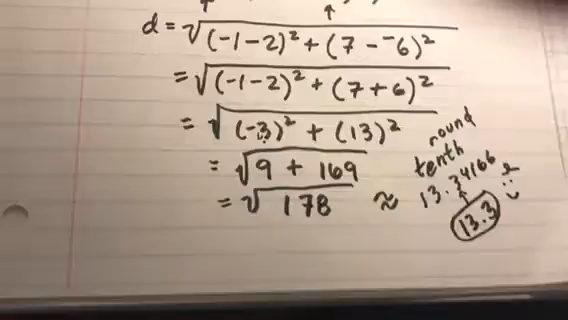 d = √(-1-2)² + (7 - ⁻6)²
= √(-1-2)² + (7+6)²
= √(-3)² + (13)²
= √9 + 169
= √178 ≈ 13.34166
round
tenth
13.3